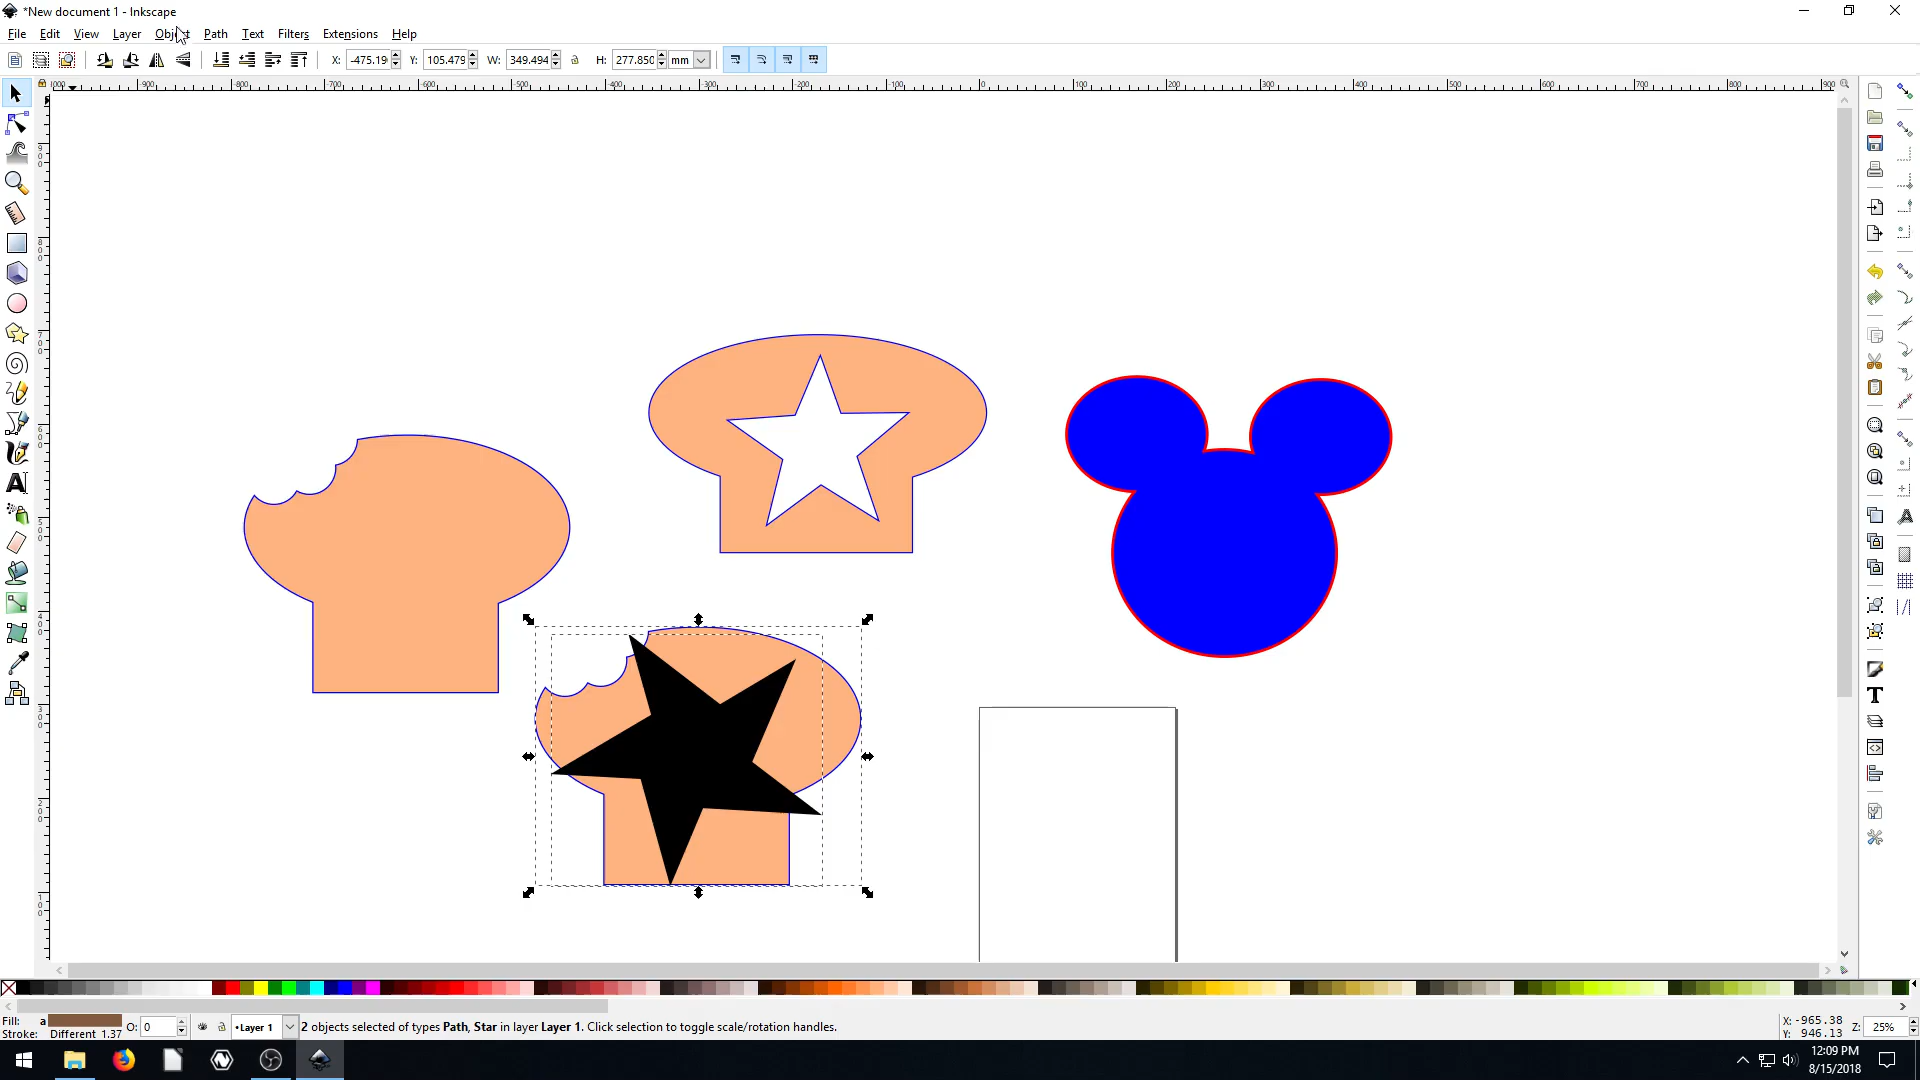 *New document 1 - Inkscape
File Edit View Layer Object Path Text Filters Extensions Help
X: -475.19 Y: 105.479 W: 349.494 H: 277.850 mm
Fill: a O: 0 •Layer 1 2 objects selected of types Path, Star in layer Layer 1. Click selection to toggle scale/rotation handles. X: -965.38 Z: 25%
Stroke: Different 1.37 Y: 946.13
12:09 PM
8/15/2018